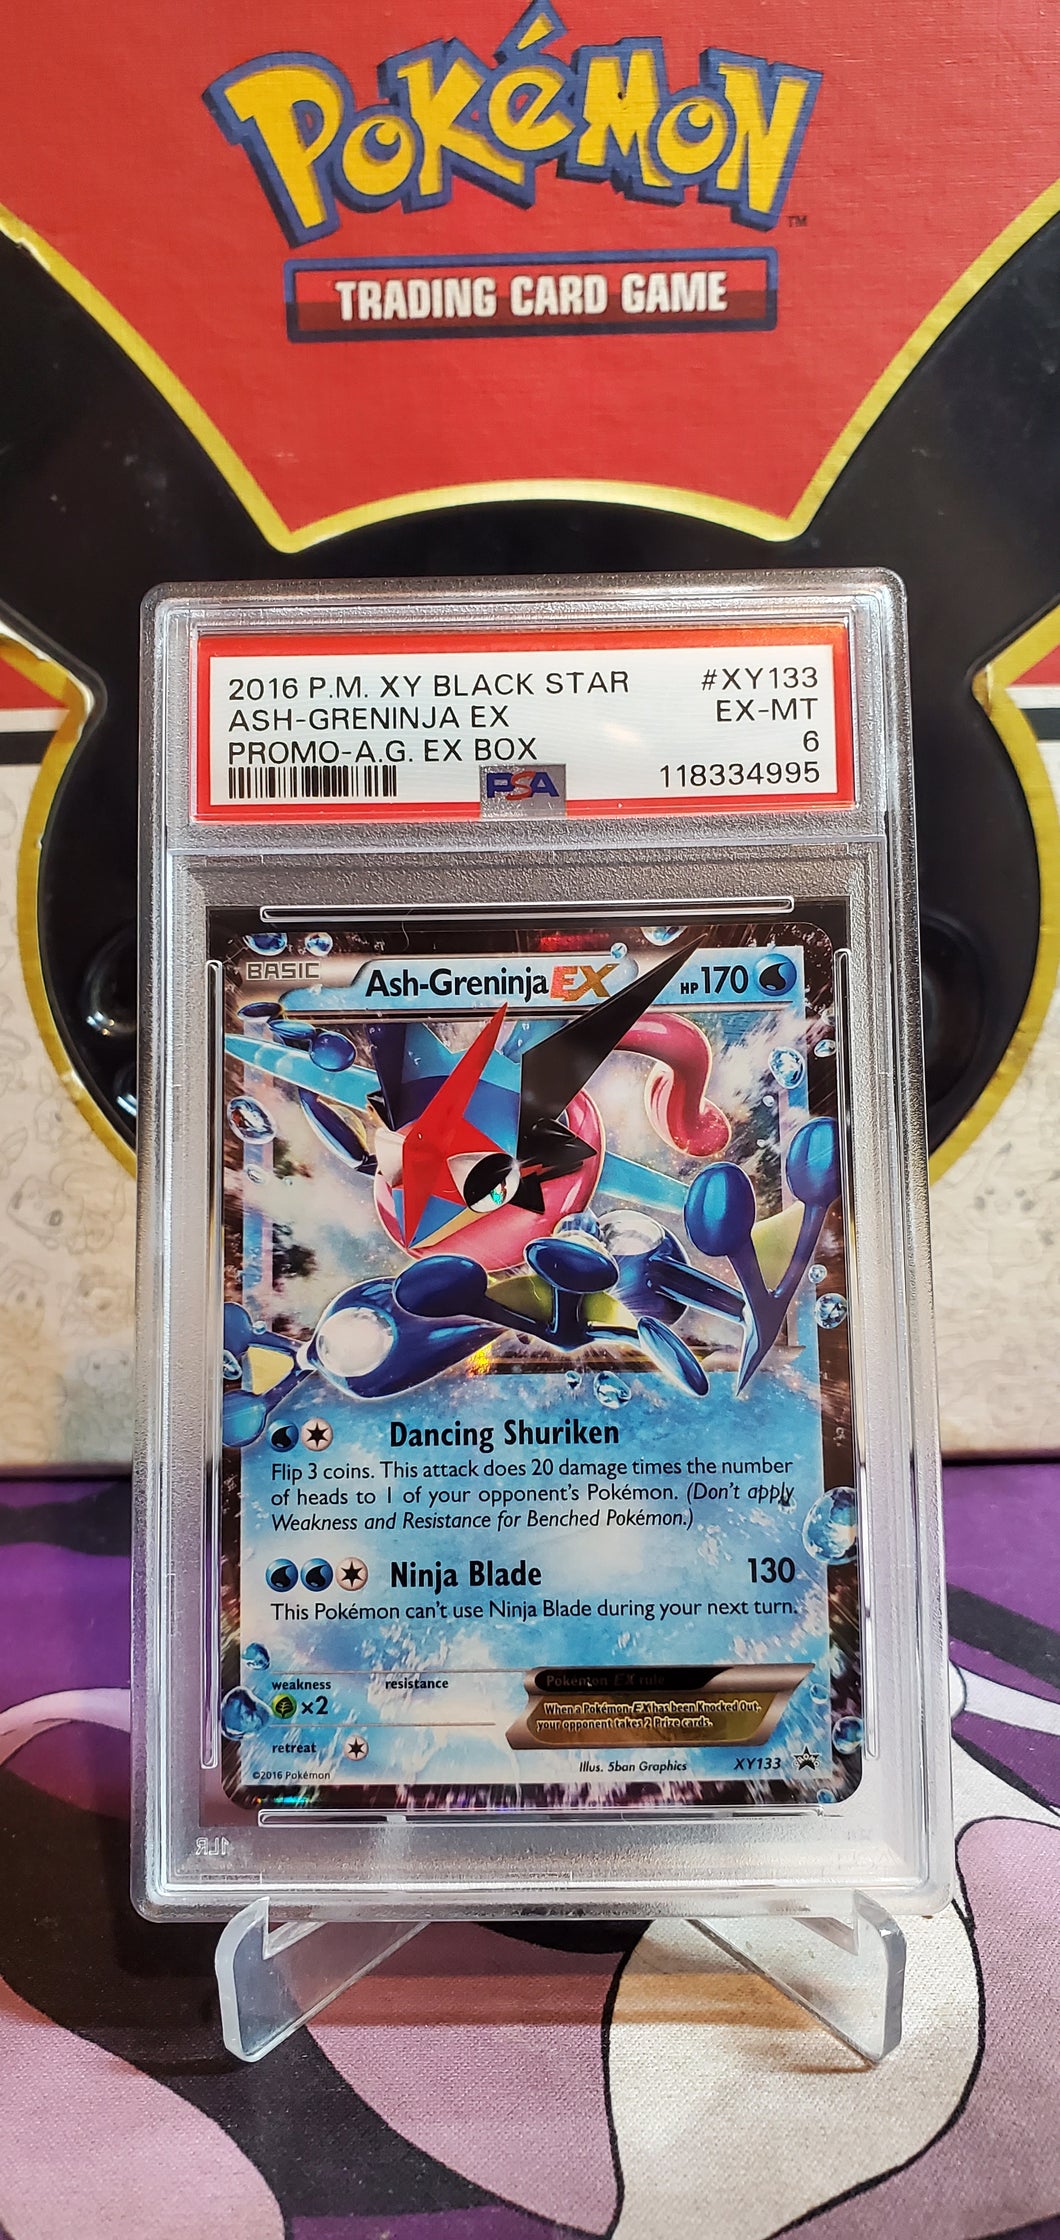 POKéMON
™
TRADING CARD GAME
2016 P.M. XY BLACK STAR #XY133
ASH-GRENINJA EX EX-MT
PROMO-A.G. EX BOX 6
PSA 118334995
BASIC Ash-Greninja EX HP170
Dancing Shuriken
Flip 3 coins. This attack does 20 damage times the number
of heads to 1 of your opponent's Pokémon. (Don't apply
Weakness and Resistance for Benched Pokémon.)
Ninja Blade 130
This Pokémon can't use Ninja Blade during your next turn.
weakness resistance
×2
Pokémon EX rule
When a Pokémon-EX has been Knocked Out,
your opponent takes 2 Prize cards.
retreat
©2016 Pokémon Illus. 5ban Graphics XY133
1LR